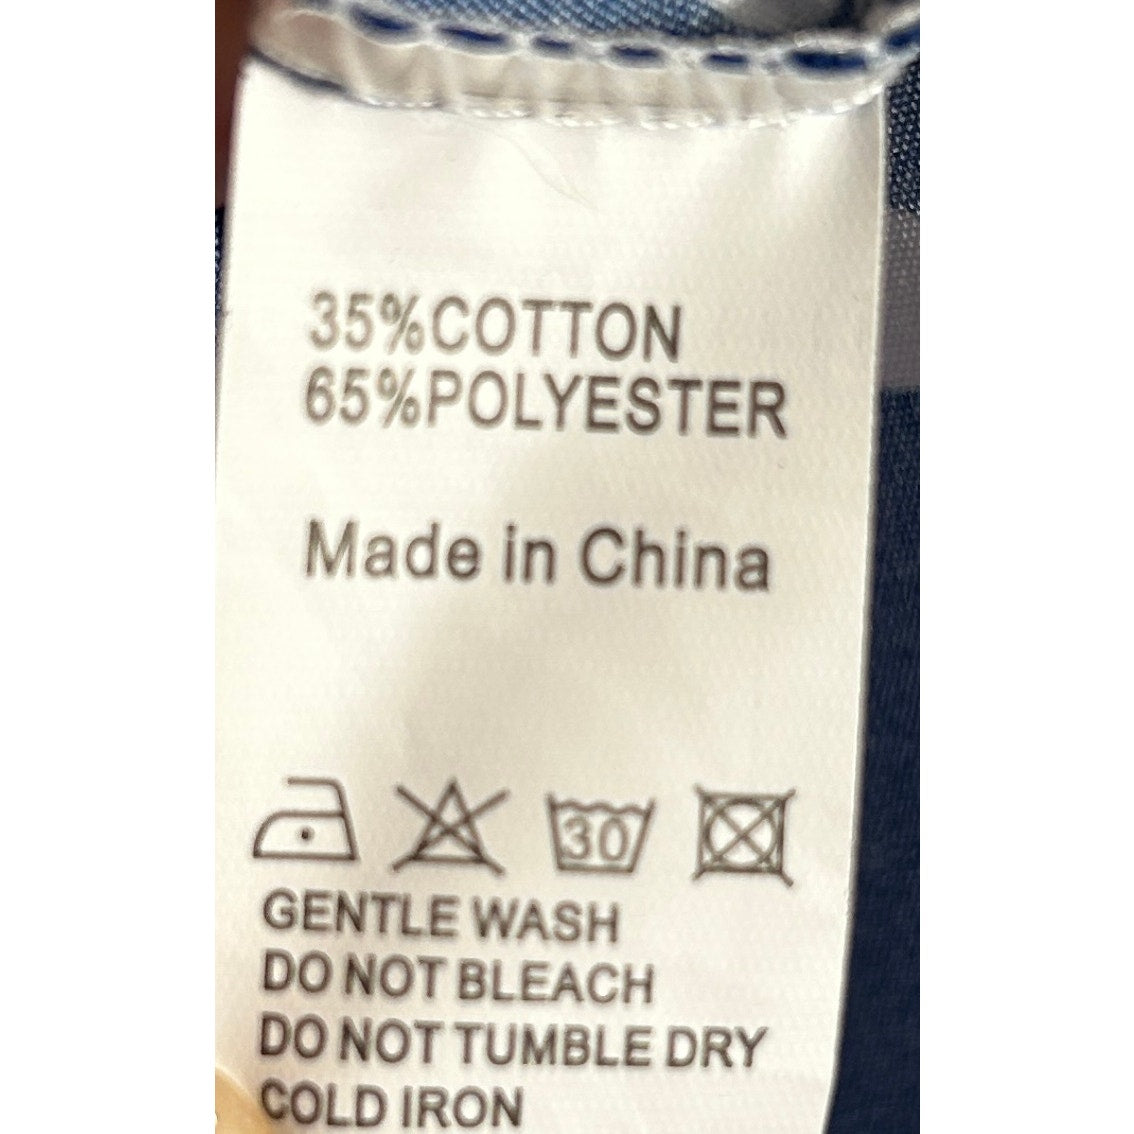 35%COTTON
65%POLYESTER
Made in China
30
GENTLE WASH
DO NOT BLEACH
DO NOT TUMBLE DRY
COLD IRON